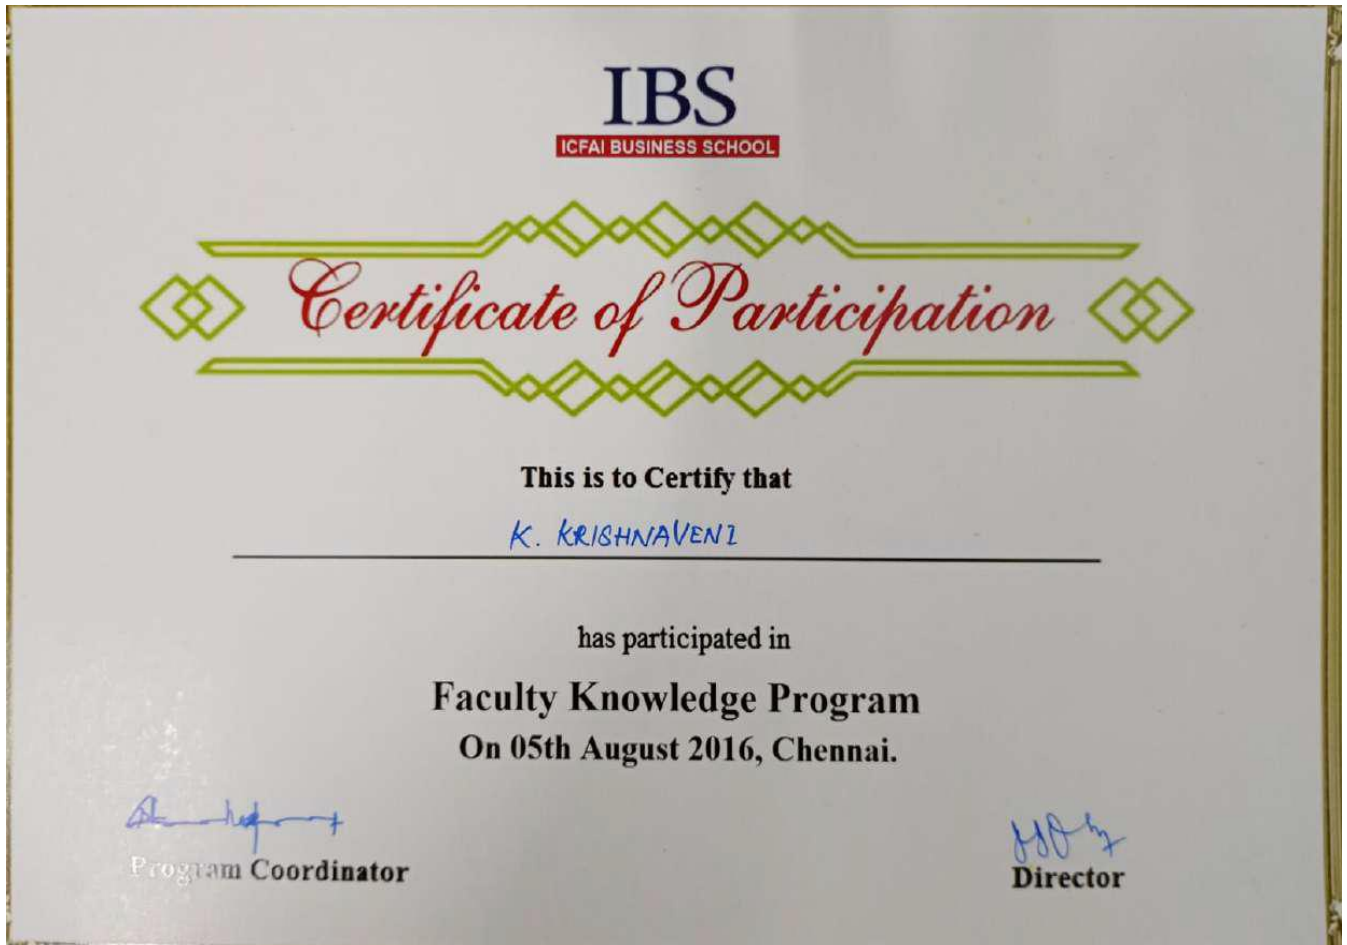 IBS
ICFAI BUSINESS SCHOOL
Certificate of Participation
This is to Certify that
K. KRISHNAVENI
has participated in
Faculty Knowledge Program
On 05th August 2016, Chennai.
Program Coordinator
Director